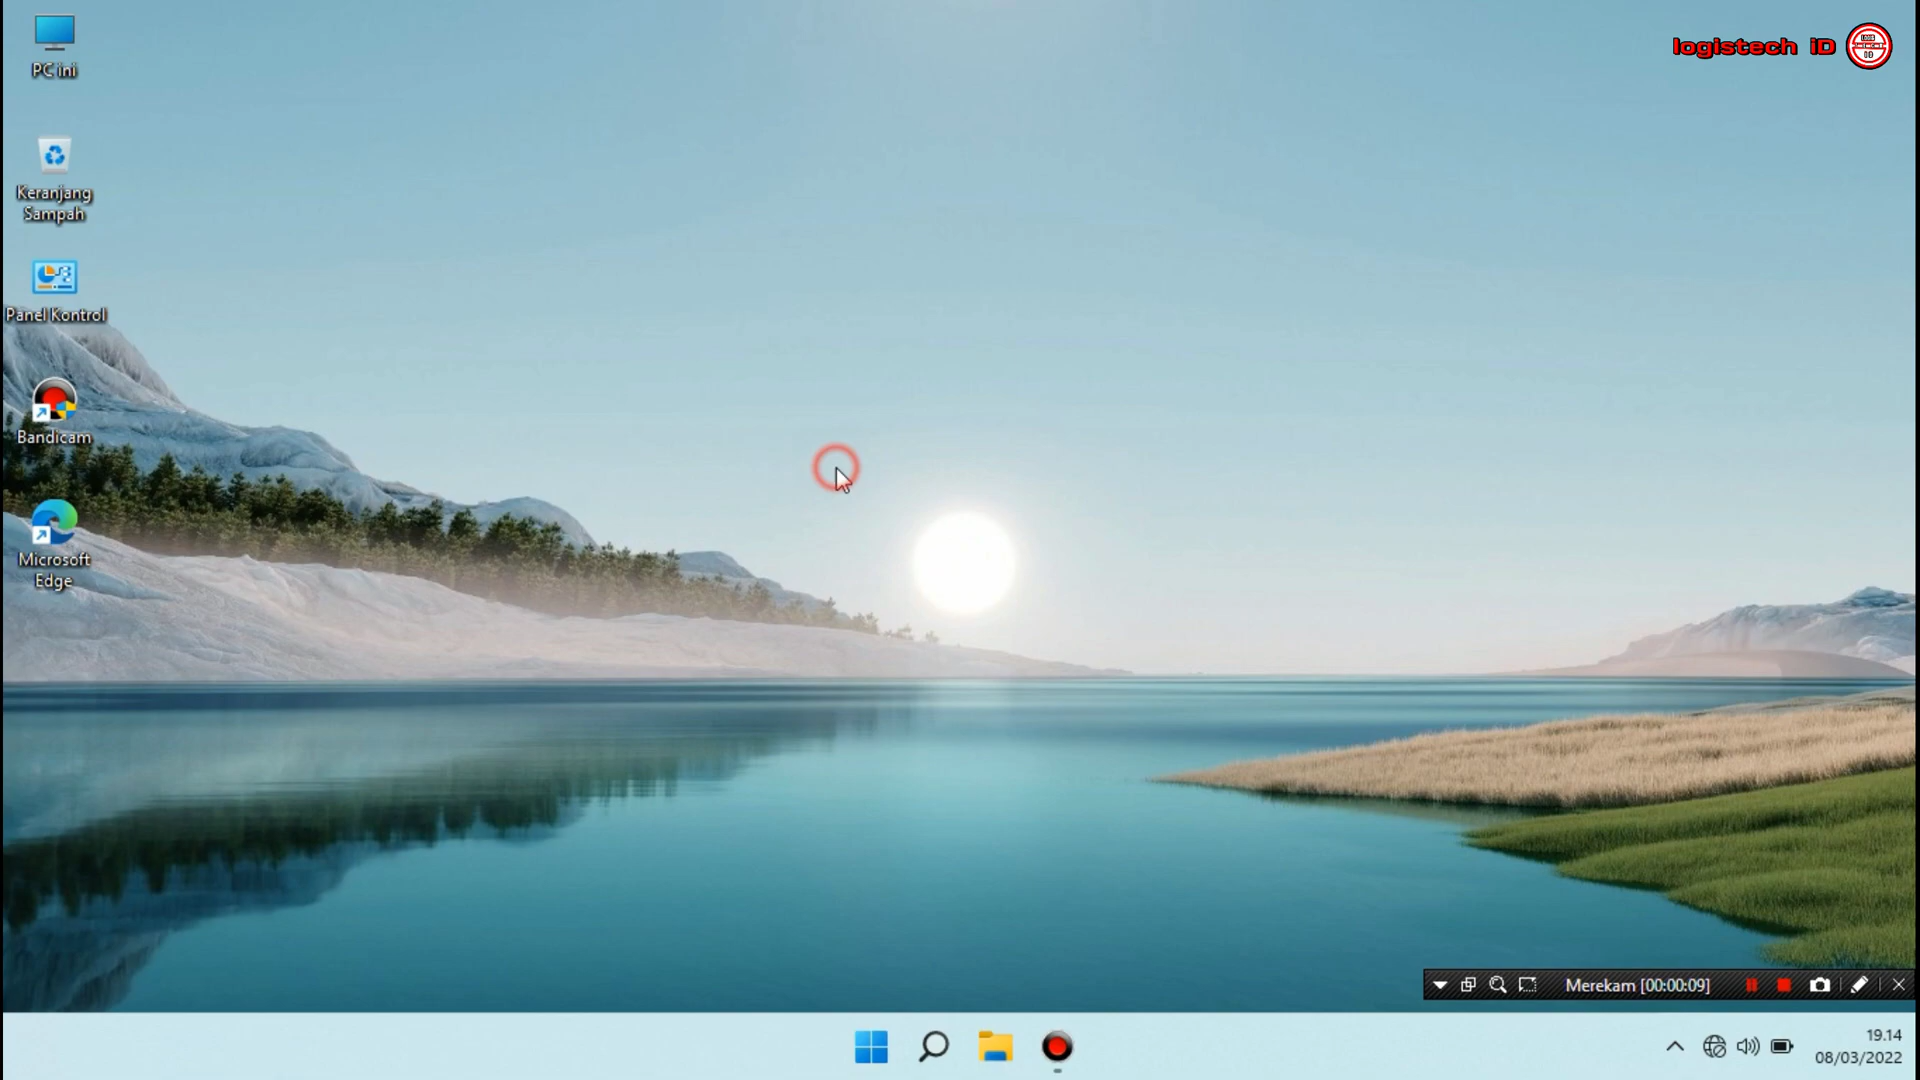 PC ini
logistech iD
Keranjang
Sampah
Panel Kontrol
Bandicam
Microsoft
Edge
Merekam [00:00:09]
19.14
08/03/2022